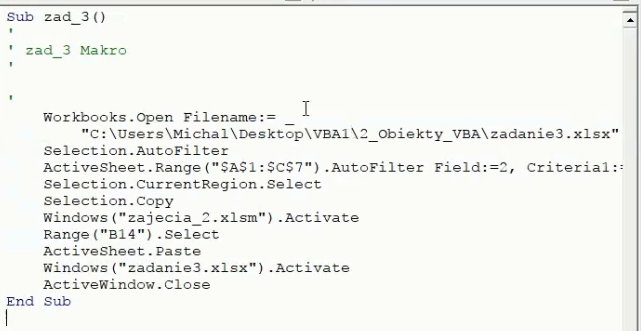 Sub zad_3()
'
' zad_3 Makro
'

'
    Workbooks.Open Filename:= _
        "C:\Users\Michal\Desktop\VBA1\2_Obiekty_VBA\zadanie3.xlsx"
    Selection.AutoFilter
    ActiveSheet.Range("$A$1:$C$7").AutoFilter Field:=2, Criteria1:=
    Selection.CurrentRegion.Select
    Selection.Copy
    Windows("zajecia_2.xlsm").Activate
    Range("B14").Select
    ActiveSheet.Paste
    Windows("zadanie3.xlsx").Activate
    ActiveWindow.Close
End Sub